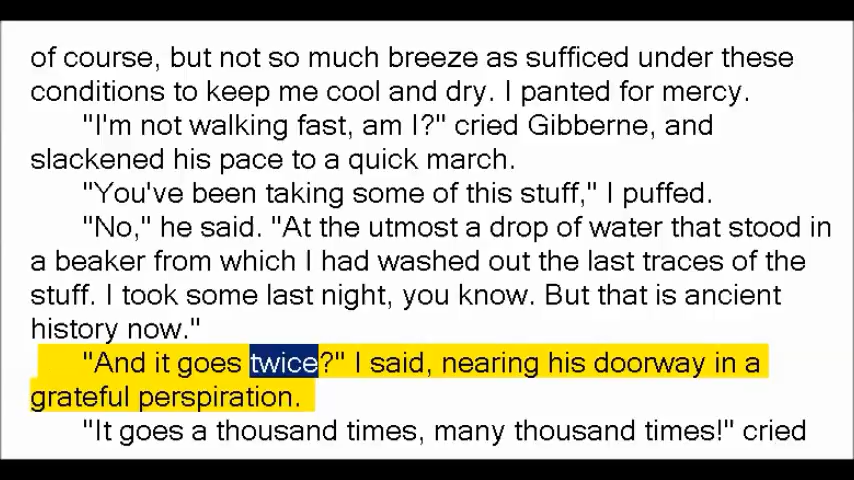 of course, but not so much breeze as sufficed under these
conditions to keep me cool and dry. I panted for mercy.
"I'm not walking fast, am I?" cried Gibberne, and
slackened his pace to a quick march.
"You've been taking some of this stuff," I puffed.
"No," he said. "At the utmost a drop of water that stood in
a beaker from which I had washed out the last traces of the
stuff. I took some last night, you know. But that is ancient
history now."
"And it goes twice?" I said, nearing his doorway in a
grateful perspiration.
"It goes a thousand times, many thousand times!" cried